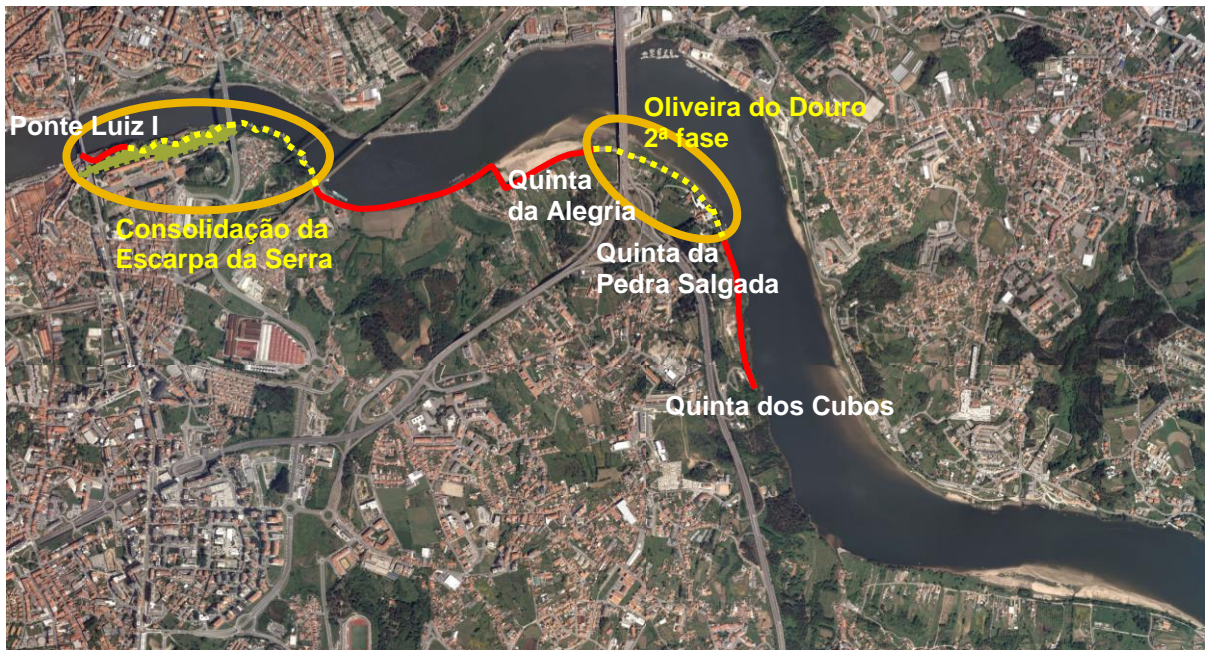 Ponte Luiz I
Oliveira do Douro
2ª fase
Quinta
da Alegria
Consolidação da
Escarpa da Serra
Quinta da
Pedra Salgada
Quinta dos Cubos